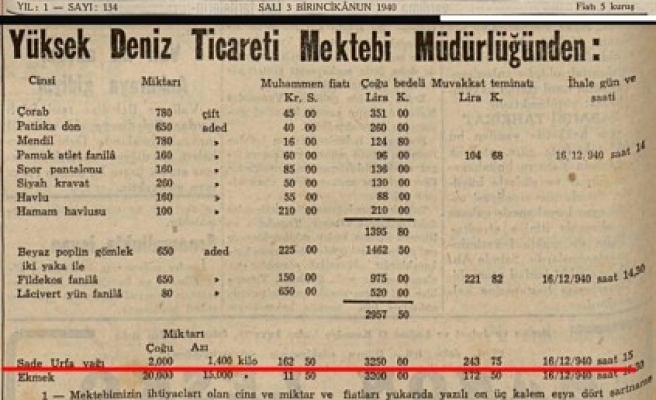 YIL: 1 — SAYI: 134 SALI 3 BİRİNCİKÂNUN 1940 Fiatı 5 kuruş
Yüksek Deniz Ticareti Mektebi Müdürlüğünden:
Cinsi Miktarı Muhammen fiatı Çoğu bedeli Muvakkat teminatı İhale gün ve
Kr. S. Lira K. Lira K. saati
Çorab 780 çift 45 00 351 00
Patiska don 650 aded 40 00 260 00
Mendil 780 » 16 00 124 80
Pamuk atlet fanilâ 160 » 60 00 96 00 104 68 16/12/940 saat 14
Spor pantalonu 160 » 85 00 136 00
Siyah kravat 260 » 50 00 130 00
Havlu 160 » 55 00 88 00
Hamam havlusu 100 » 210 00 210 00
1395 80
Beyaz poplin gömlek 650 aded 225 00 1462 50
iki yaka ile
Fildekos fanilâ 650 » 150 00 975 00 221 82 16/12/940 saat 14,30
Lâcivert yün fanilâ 80 » 650 00 520 00
2957 50
Miktarı
Çoğu Azı
Sade Urfa yağı 2,000 1,400 kilo 162 50 3250 00 243 75 16/12/940 saat 15
Ekmek 20,000 15,000 » 11 50 3200 00 172 50 16/12/940 saat
1 — Mektebimizin ihtiyacları olan cins ve miktar ve fiatları yukarıda yazılı on üç kalem eşya dört şartname